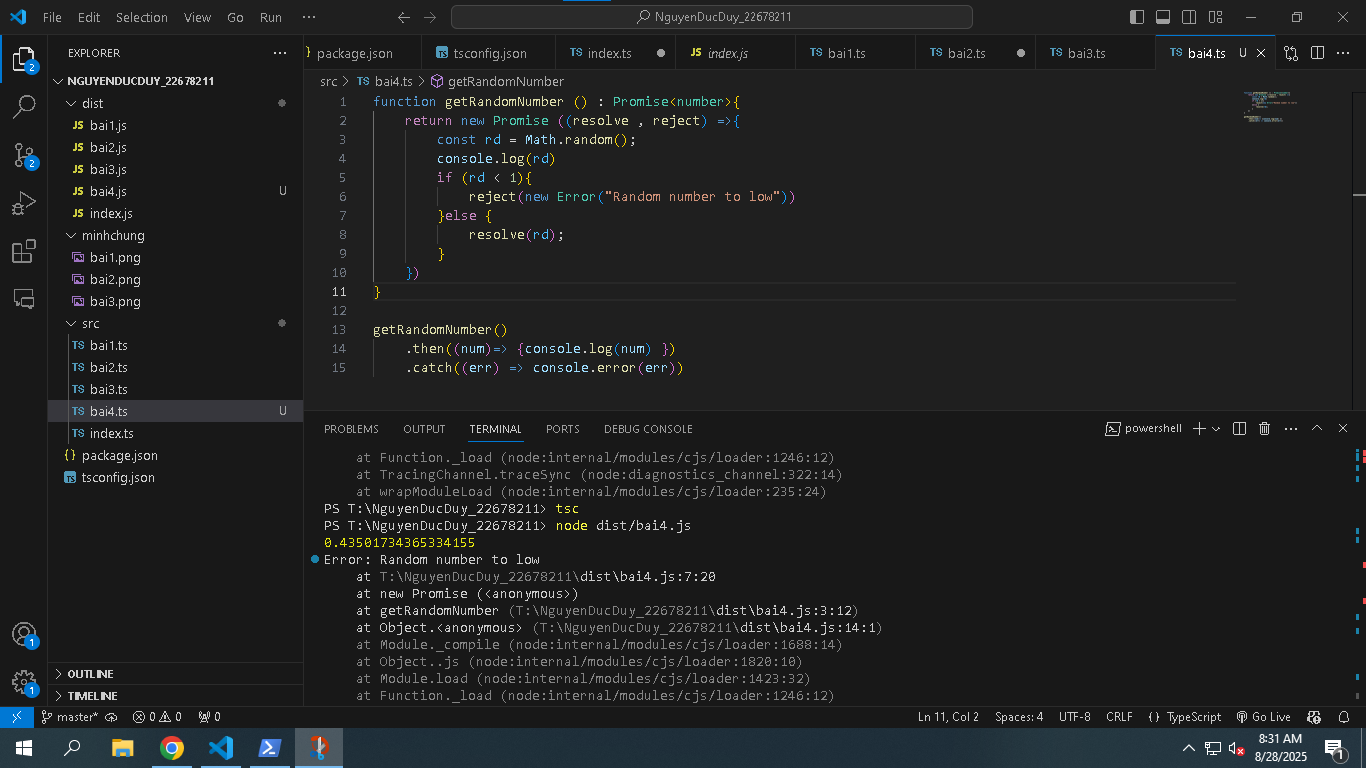 File Edit Selection View Go Run ···
NguyenDucDuy_22678211
EXPLORER ···
2
NGUYENDUCDUY_22678211
dist
JS bai1.js
JS bai2.js
JS bai3.js
JS bai4.js U
JS index.js
minhchung
bai1.png
bai2.png
bai3.png
src
TS bai1.ts
TS bai2.ts
TS bai3.ts
TS bai4.ts U
TS index.ts
{} package.json
tsconfig.json
2
1
1
OUTLINE
TIMELINE
} package.json
tsconfig.json
TS index.ts
JS index.js
TS bai1.ts
TS bai2.ts
TS bai3.ts
TS bai4.ts U
src > TS bai4.ts > getRandomNumber
1 function getRandomNumber () : Promise<number>{
2 return new Promise ((resolve , reject) =>{
3 const rd = Math.random();
4 console.log(rd)
5 if (rd < 1){
6 reject(new Error("Random number to low"))
7 }else {
8 resolve(rd);
9 }
10 })
11 }
12
13 getRandomNumber()
14 .then((num)=> {console.log(num) })
15 .catch((err) => console.error(err))
PROBLEMS OUTPUT TERMINAL PORTS DEBUG CONSOLE
powershell
at Function._load (node:internal/modules/cjs/loader:1246:12)
at TracingChannel.traceSync (node:diagnostics_channel:322:14)
at wrapModuleLoad (node:internal/modules/cjs/loader:235:24)
PS T:\NguyenDucDuy_22678211> tsc
PS T:\NguyenDucDuy_22678211> node dist/bai4.js
0.43501734365334155
Error: Random number to low
at T:\NguyenDucDuy_22678211\dist\bai4.js:7:20
at new Promise (<anonymous>)
at getRandomNumber (T:\NguyenDucDuy_22678211\dist\bai4.js:3:12)
at Object.<anonymous> (T:\NguyenDucDuy_22678211\dist\bai4.js:14:1)
at Module._compile (node:internal/modules/cjs/loader:1688:14)
at Object..js (node:internal/modules/cjs/loader:1820:10)
at Module.load (node:internal/modules/cjs/loader:1423:32)
at Function._load (node:internal/modules/cjs/loader:1246:12)
master* 0 0 0
Ln 11, Col 2 Spaces: 4 UTF-8 CRLF {} TypeScript Go Live
8:31 AM
8/28/2025
1